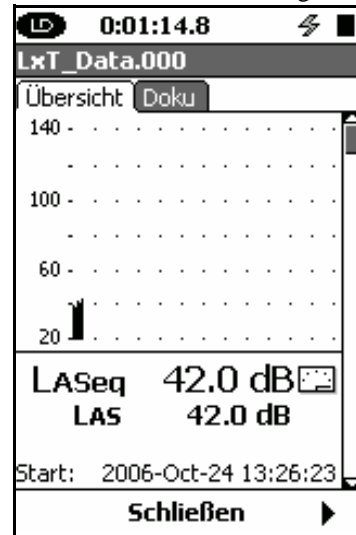 LD 0:01:14.8
LxT_Data.000
Übersicht Doku
140
100
60
20
LASeq 42.0 dB
LAS 42.0 dB
Start: 2006-Oct-24 13:26:23
Schließen